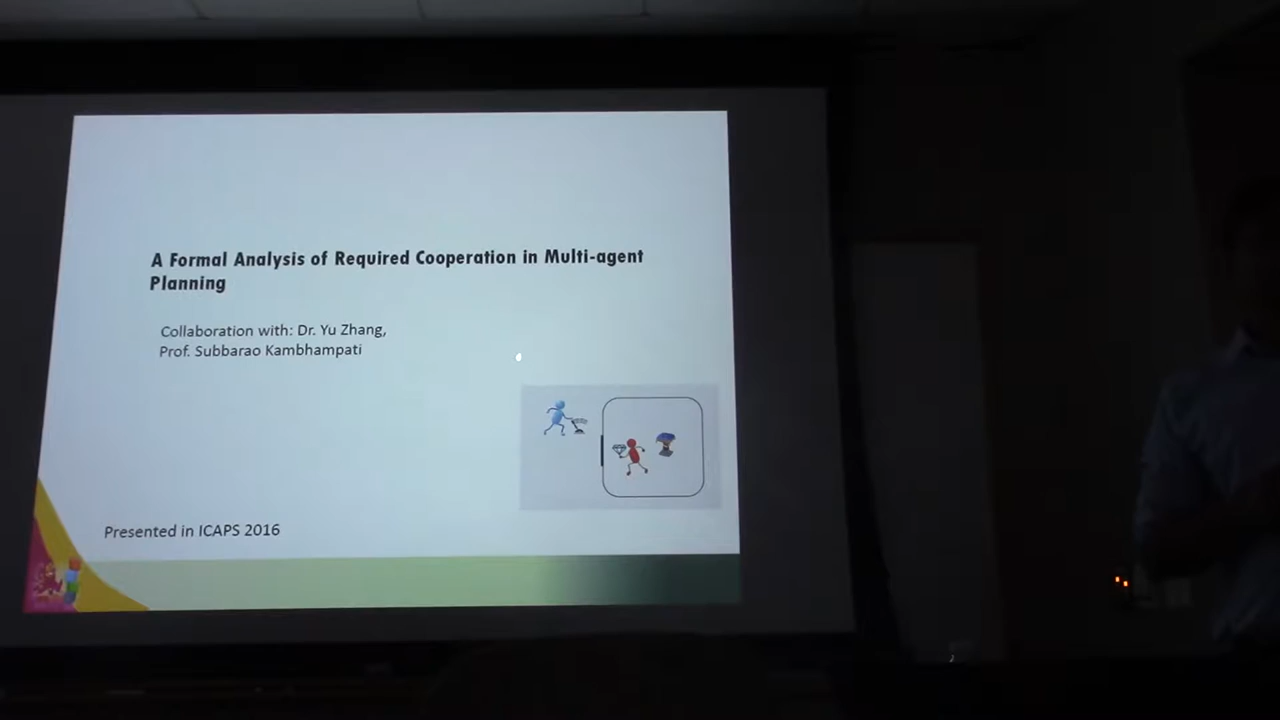 A Formal Analysis of Required Cooperation in Multi-agent
Planning
Collaboration with: Dr. Yu Zhang,
Prof. Subbarao Kambhampati
Presented in ICAPS 2016